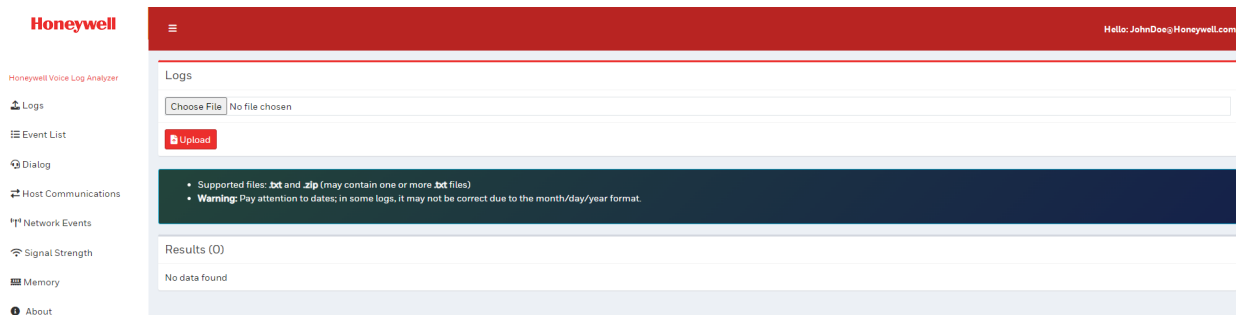 Honeywell
Hello: JohnDoe@Honeywell.com
Honeywell Voice Log Analyzer
Logs
Event List
Dialog
Host Communications
Network Events
Signal Strength
Memory
About
Logs
Choose File No file chosen
Upload
• Supported files: .txt and .zip (may contain one or more .txt files)
• Warning: Pay attention to dates; in some logs, it may not be correct due to the month/day/year format.
Results (0)
No data found